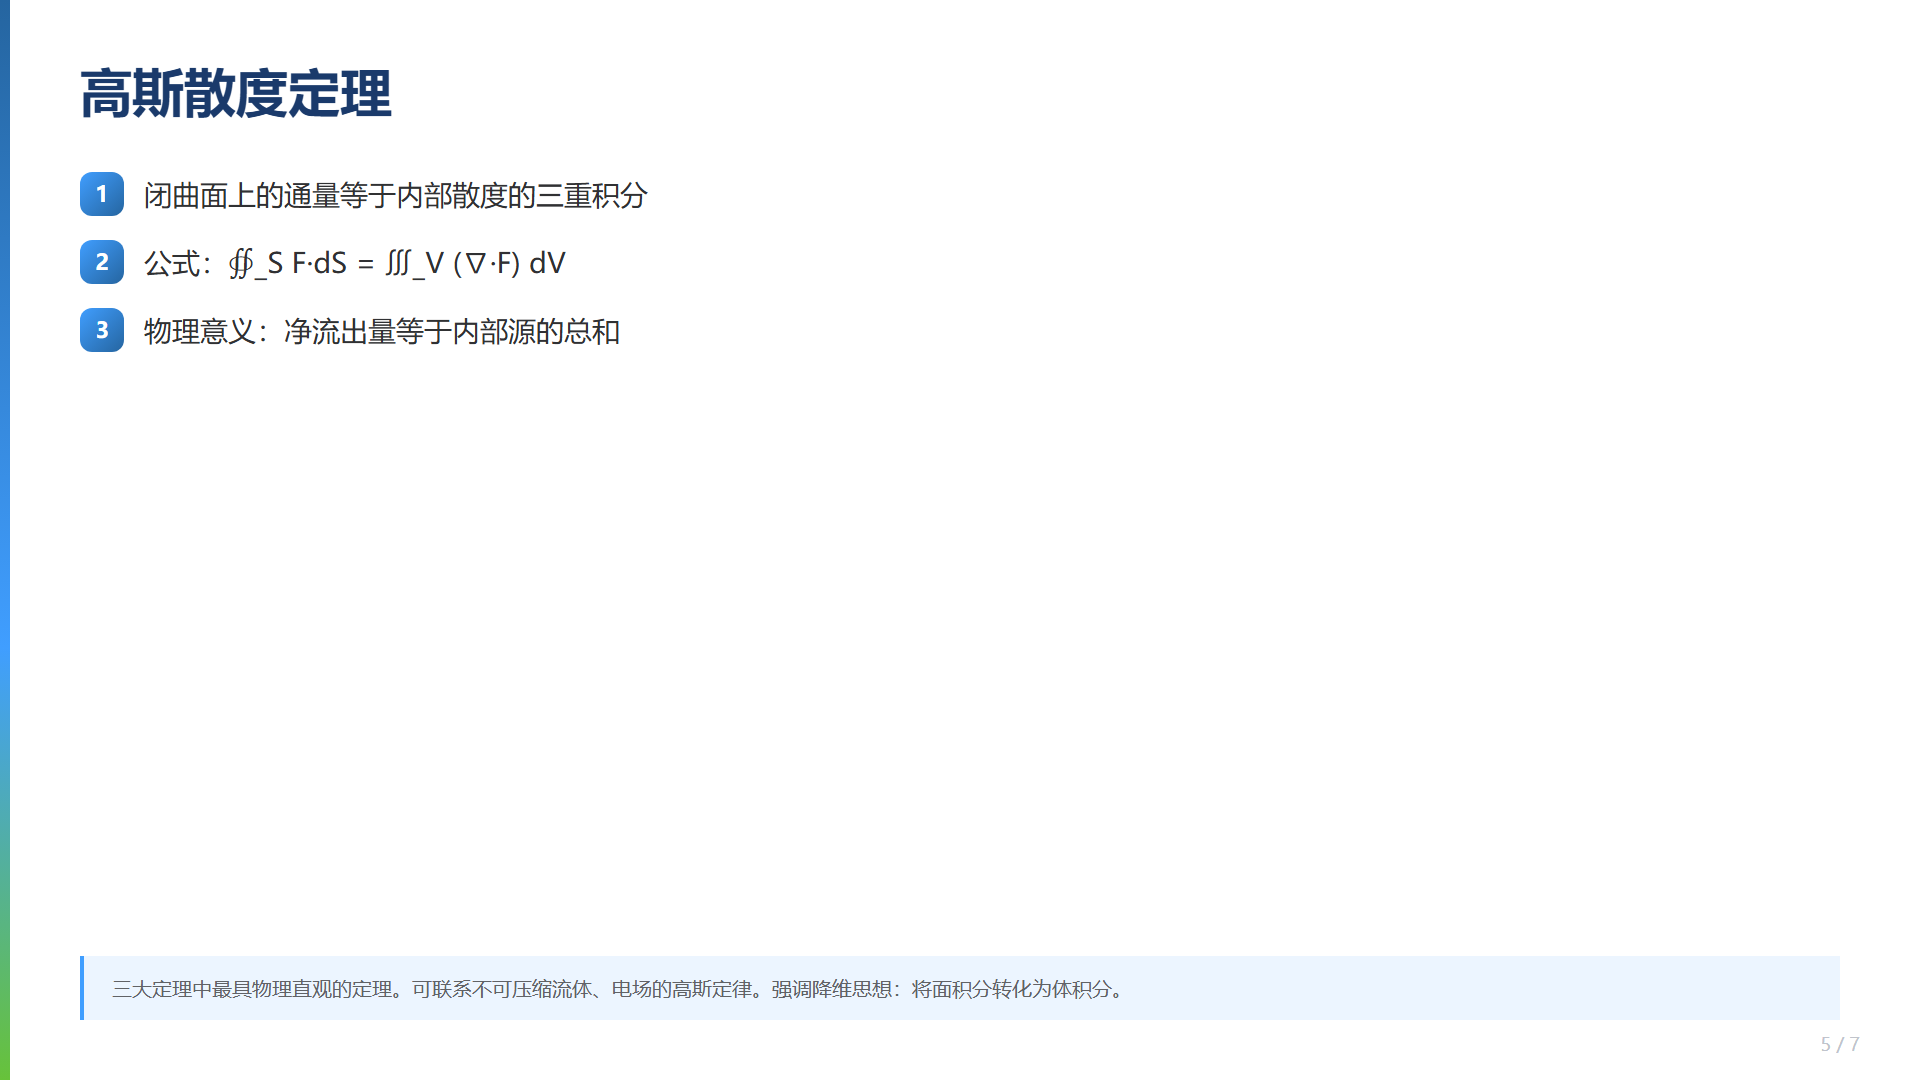 高斯散度定理
1 闭曲面上的通量等于内部散度的三重积分
2 公式：∯_S F·dS = ∭_V (∇·F) dV
3 物理意义：净流出量等于内部源的总和
三大定理中最具物理直观的定理。可联系不可压缩流体、电场的高斯定律。强调降维思想：将面积分转化为体积分。
5 / 7